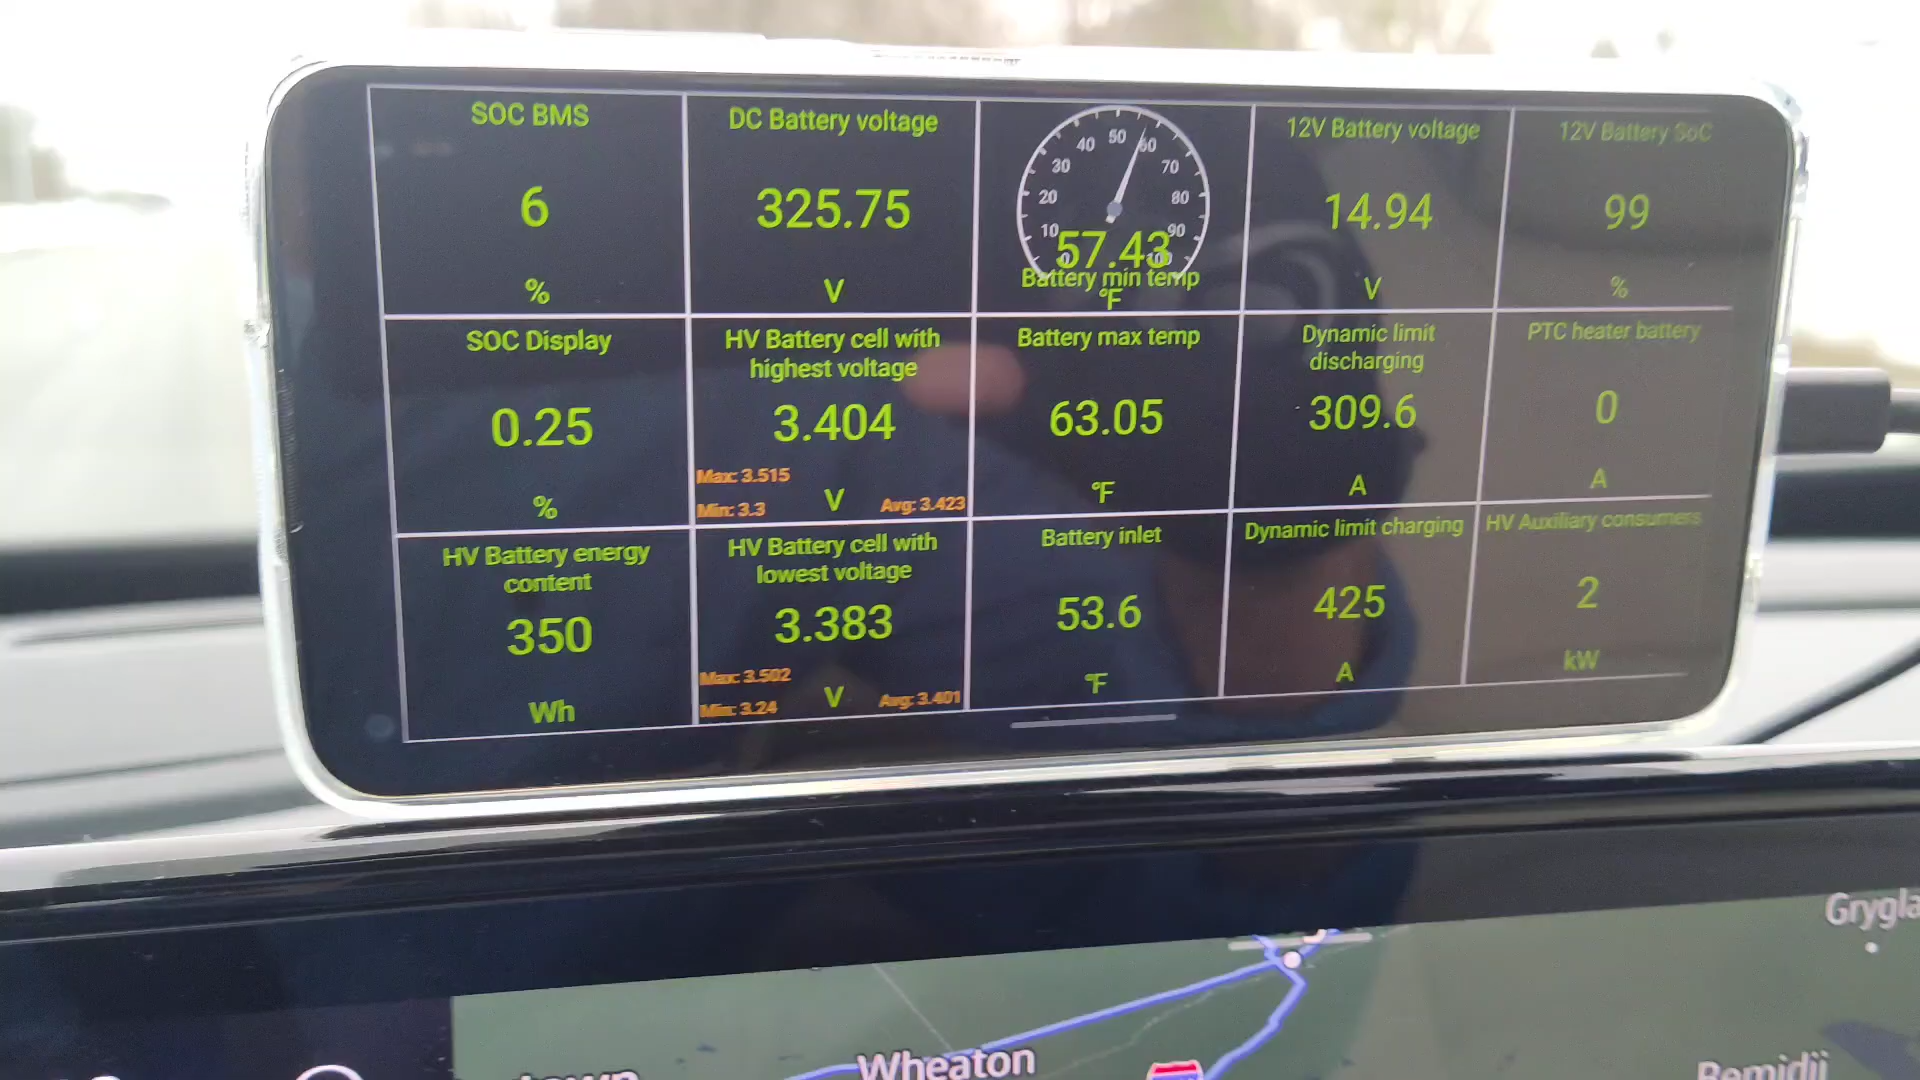 SOC BMS
6
%
DC Battery voltage
325.75
V
0
10
20
30
40
50
60
70
80
90
100
57.43
Battery min temp
°F
12V Battery voltage
14.94
V
12V Battery SoC
99
%
SOC Display
0.25
%
HV Battery cell with
highest voltage
3.404
Max: 3.515
Min: 3.3
V
Avg: 3.423
Battery max temp
63.05
°F
Dynamic limit
discharging
309.6
A
PTC heater battery
0
A
HV Battery energy
content
350
Wh
HV Battery cell with
lowest voltage
3.383
Max: 3.502
Min: 3.24
V
Avg: 3.401
Battery inlet
53.6
°F
Dynamic limit charging
425
A
HV Auxiliary consumers
2
kW
Grygla
Wheaton
Bemidji